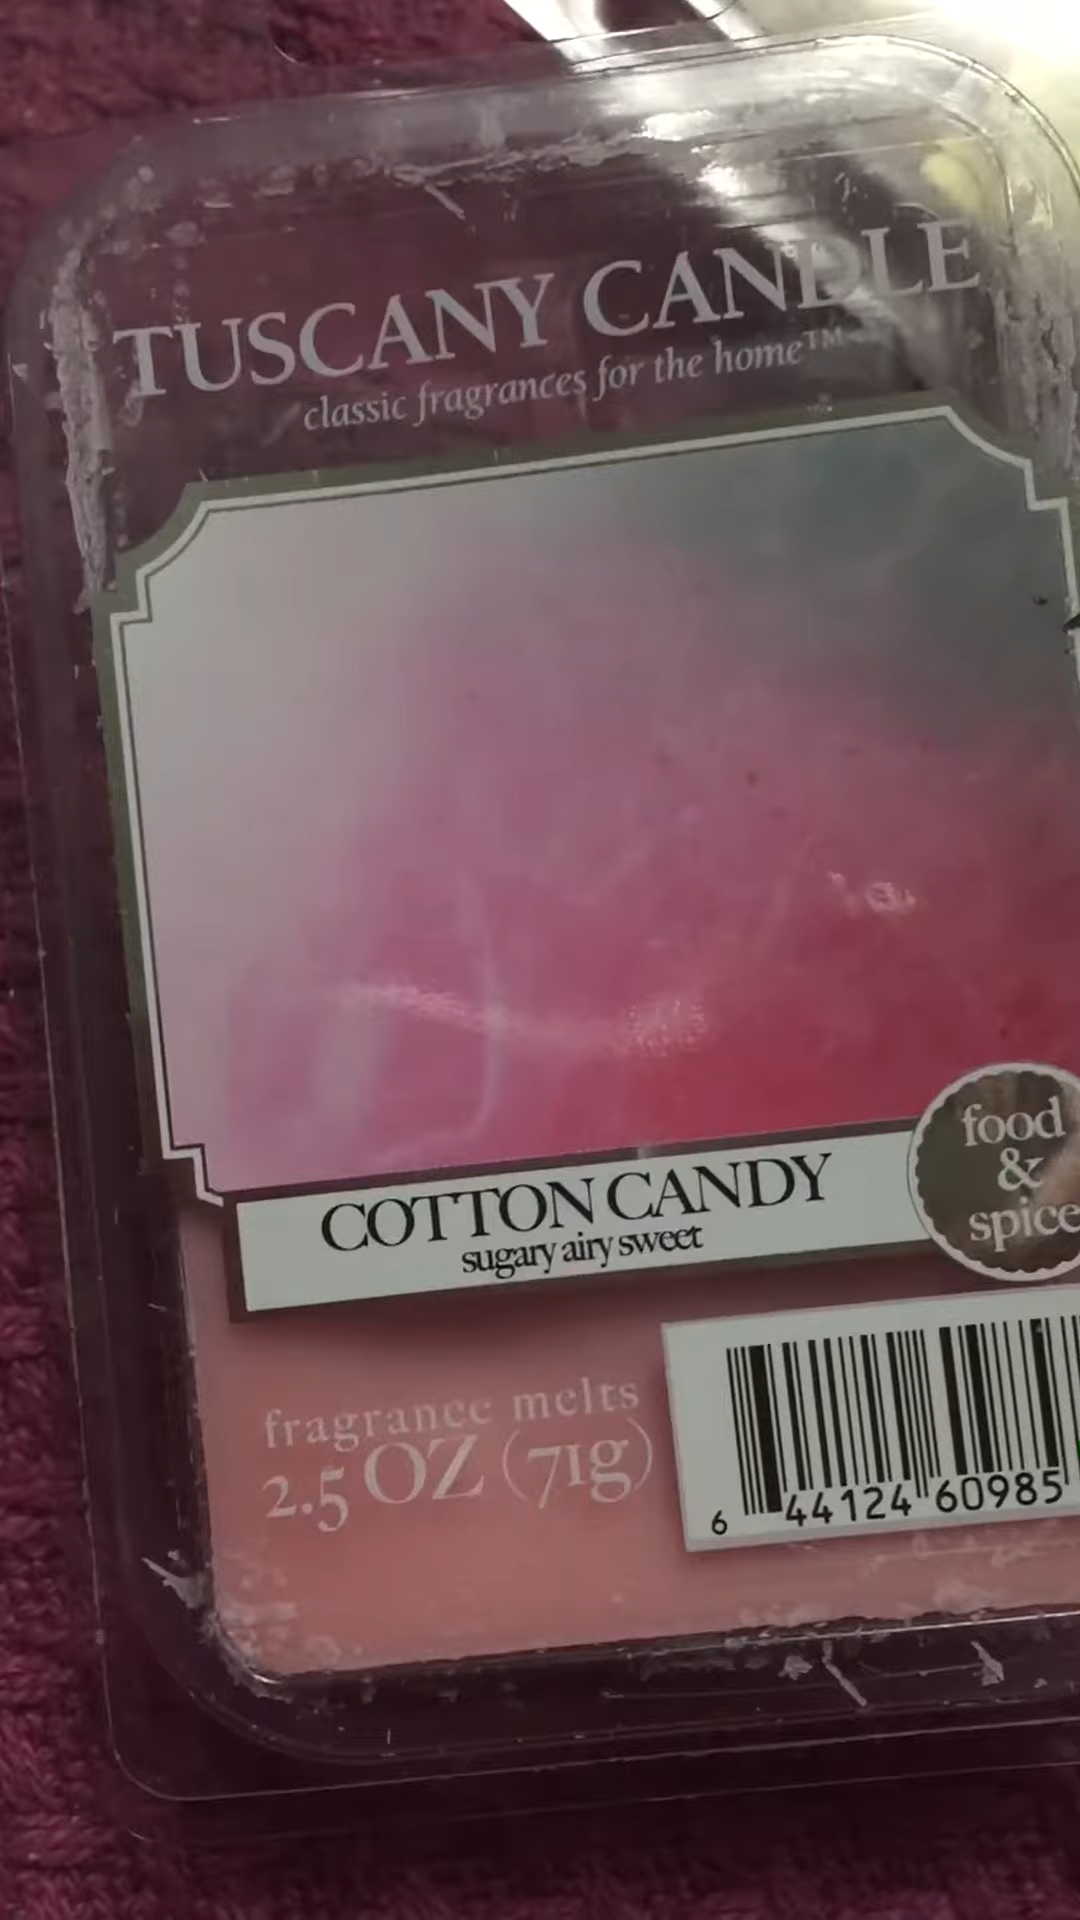 TUSCANY CANDLE
classic fragrances for the home™
COTTON CANDY
sugary airy sweet
food
&
spice
fragrance melts
2.5 OZ (71g)
6 44124 60985